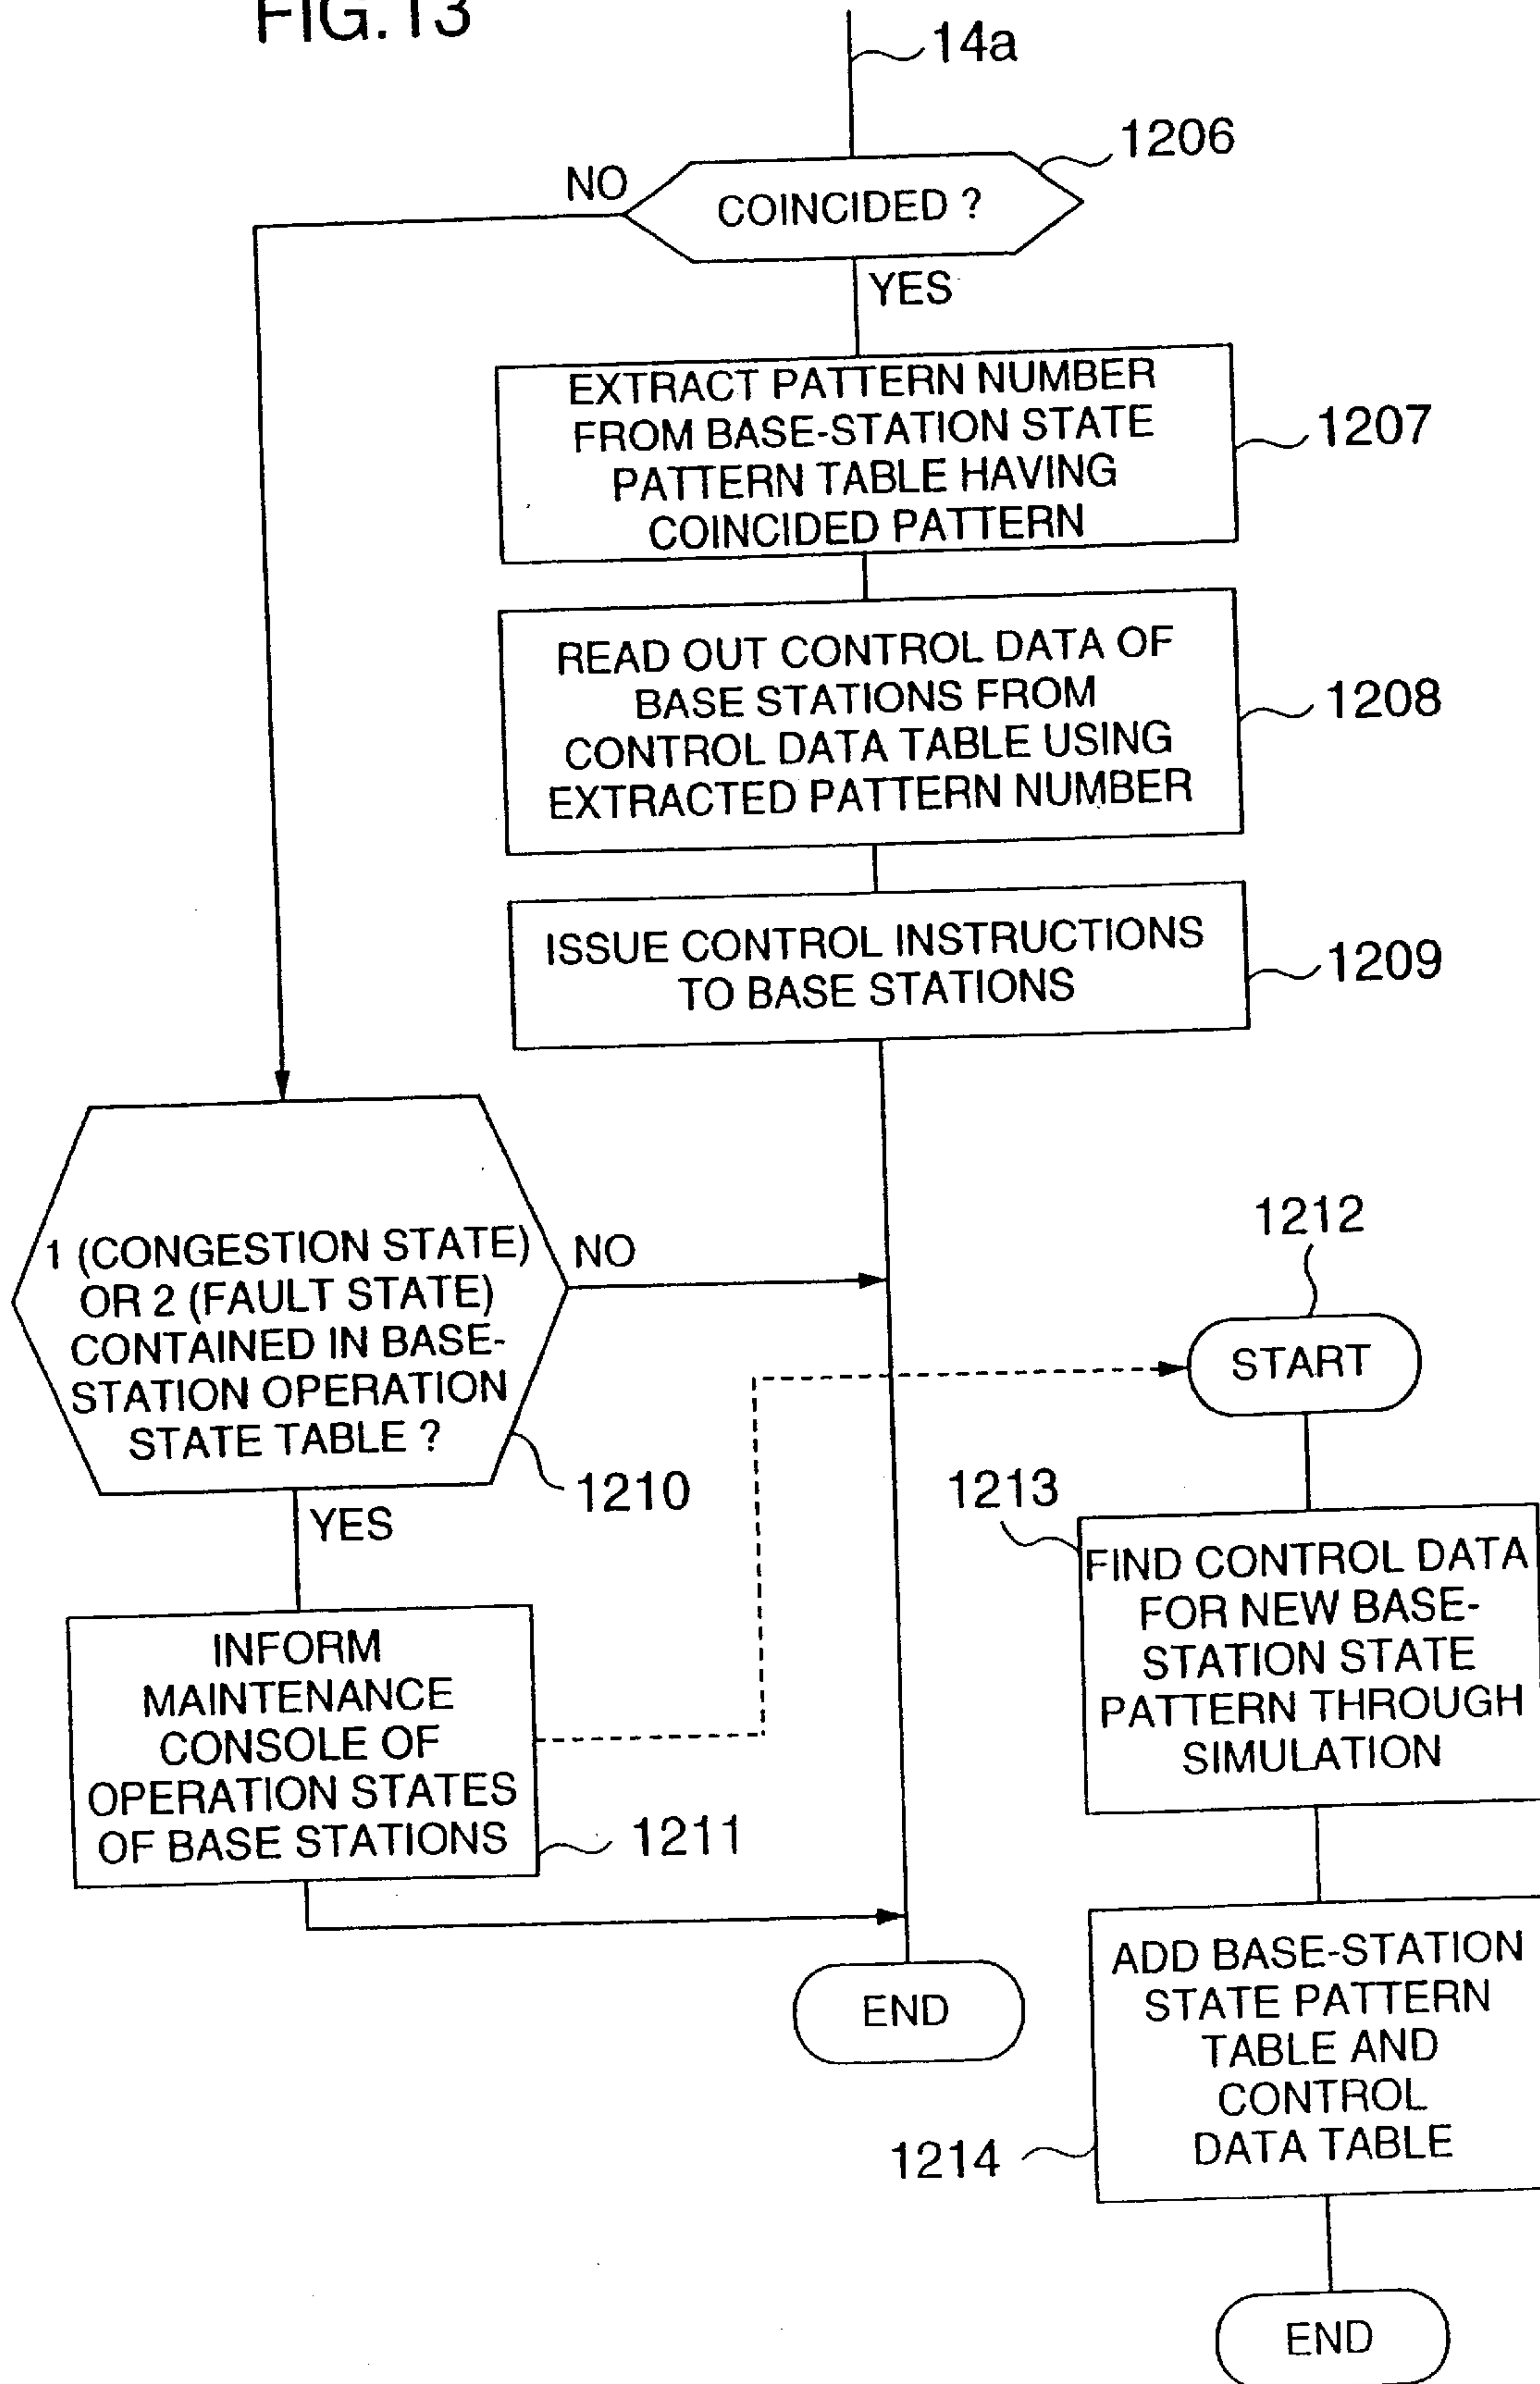 FIG.13
14a
1206
NO
COINCIDED ?
YES
EXTRACT PATTERN NUMBER
FROM BASE-STATION STATE
PATTERN TABLE HAVING
COINCIDED PATTERN
1207
READ OUT CONTROL DATA OF
BASE STATIONS FROM
CONTROL DATA TABLE USING
EXTRACTED PATTERN NUMBER
1208
ISSUE CONTROL INSTRUCTIONS
TO BASE STATIONS
1209
1 (CONGESTION STATE)
OR 2 (FAULT STATE)
CONTAINED IN BASE-
STATION OPERATION
STATE TABLE ?
NO
1210
YES
INFORM
MAINTENANCE
CONSOLE OF
OPERATION STATES
OF BASE STATIONS
1211
END
1212
START
1213
FIND CONTROL DATA
FOR NEW BASE-
STATION STATE
PATTERN THROUGH
SIMULATION
ADD BASE-STATION
STATE PATTERN
TABLE AND
CONTROL
DATA TABLE
1214
END